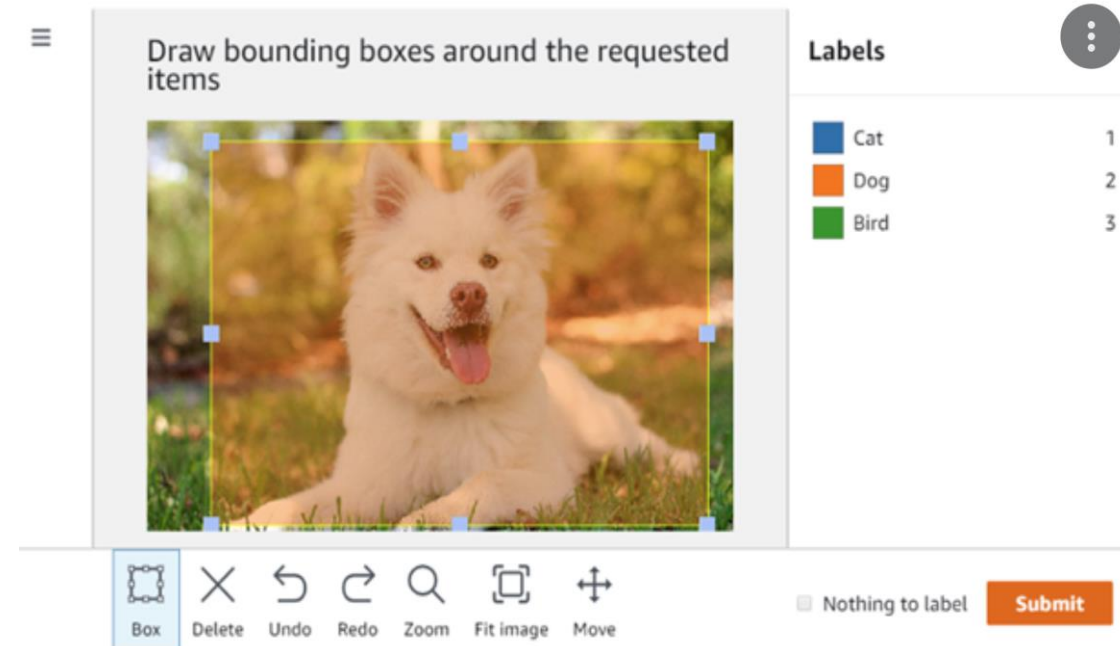 Draw bounding boxes around the requested
items
Labels
Cat 1
Dog 2
Bird 3
Box Delete Undo Redo Zoom Fit image Move
Nothing to label Submit